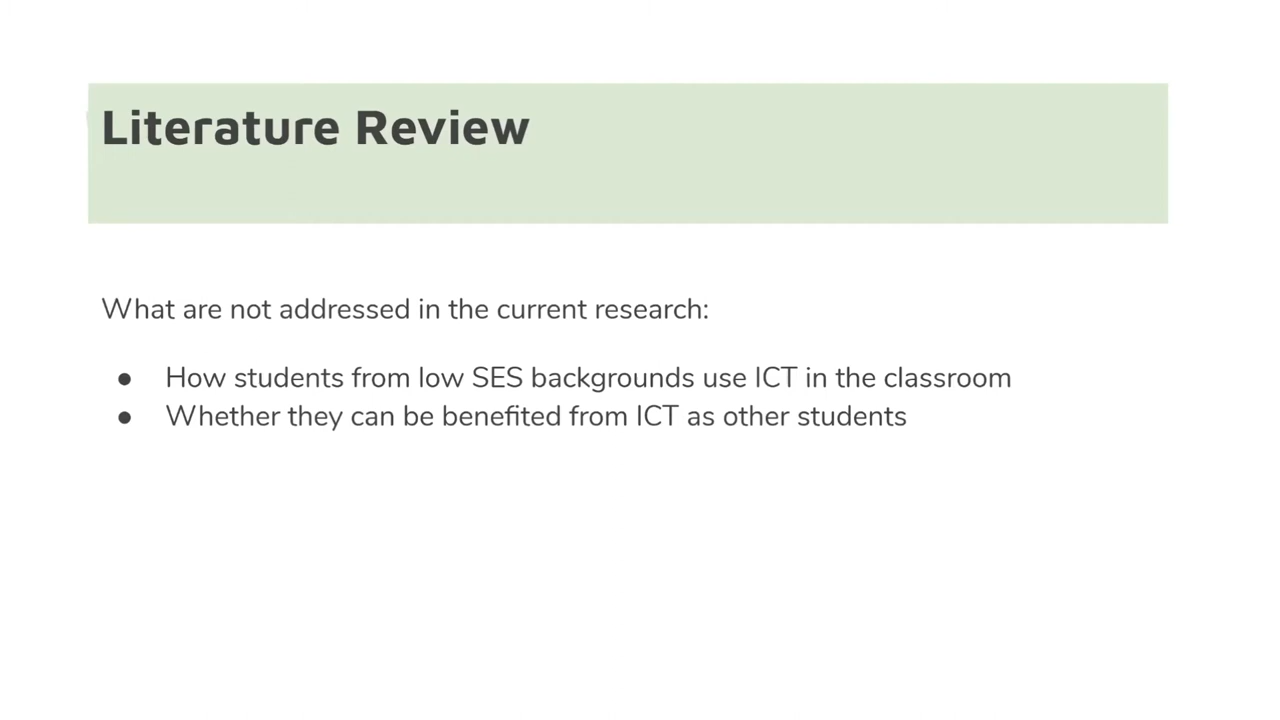 Literature Review
What are not addressed in the current research:
● How students from low SES backgrounds use ICT in the classroom
● Whether they can be benefited from ICT as other students